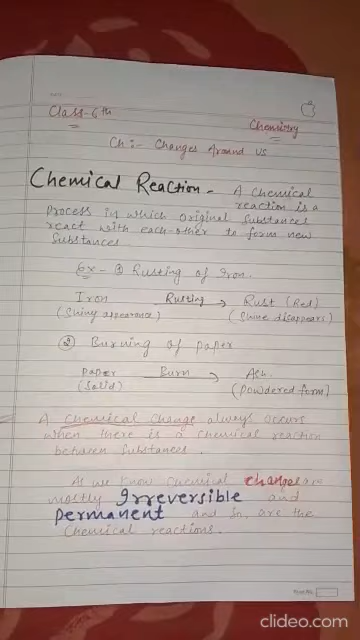 Class-6th
Chemistry
Ch:- Changes Around us
Chemical Reaction - A chemical
reaction is a
process in which original substances
react with each-other to form new
substances
Ex- ① Rusting of Iron.
Iron Rusting → Rust (Red)
(Shiny appearance) (Shine disappears)
② Burning of paper
Paper Burn → Ash
(Solid) (Powdered form)
A chemical change always occurs
when there is a chemical reaction
between substances.
As we know chemical changes are
mostly Irreversible and
permanent and so are the
chemical reactions.
clideo.com